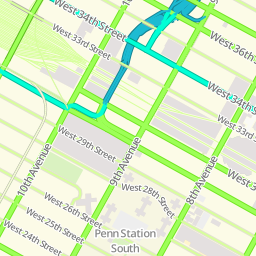 West 34th Street
West 33rd Street
West 36th
West 34th
West 33rd
West 29th Street
10th Avenue
9th Avenue
8th Avenue
West 28th Street
West 26th Street
West 25th Street
West 24th Street
Penn Station
South